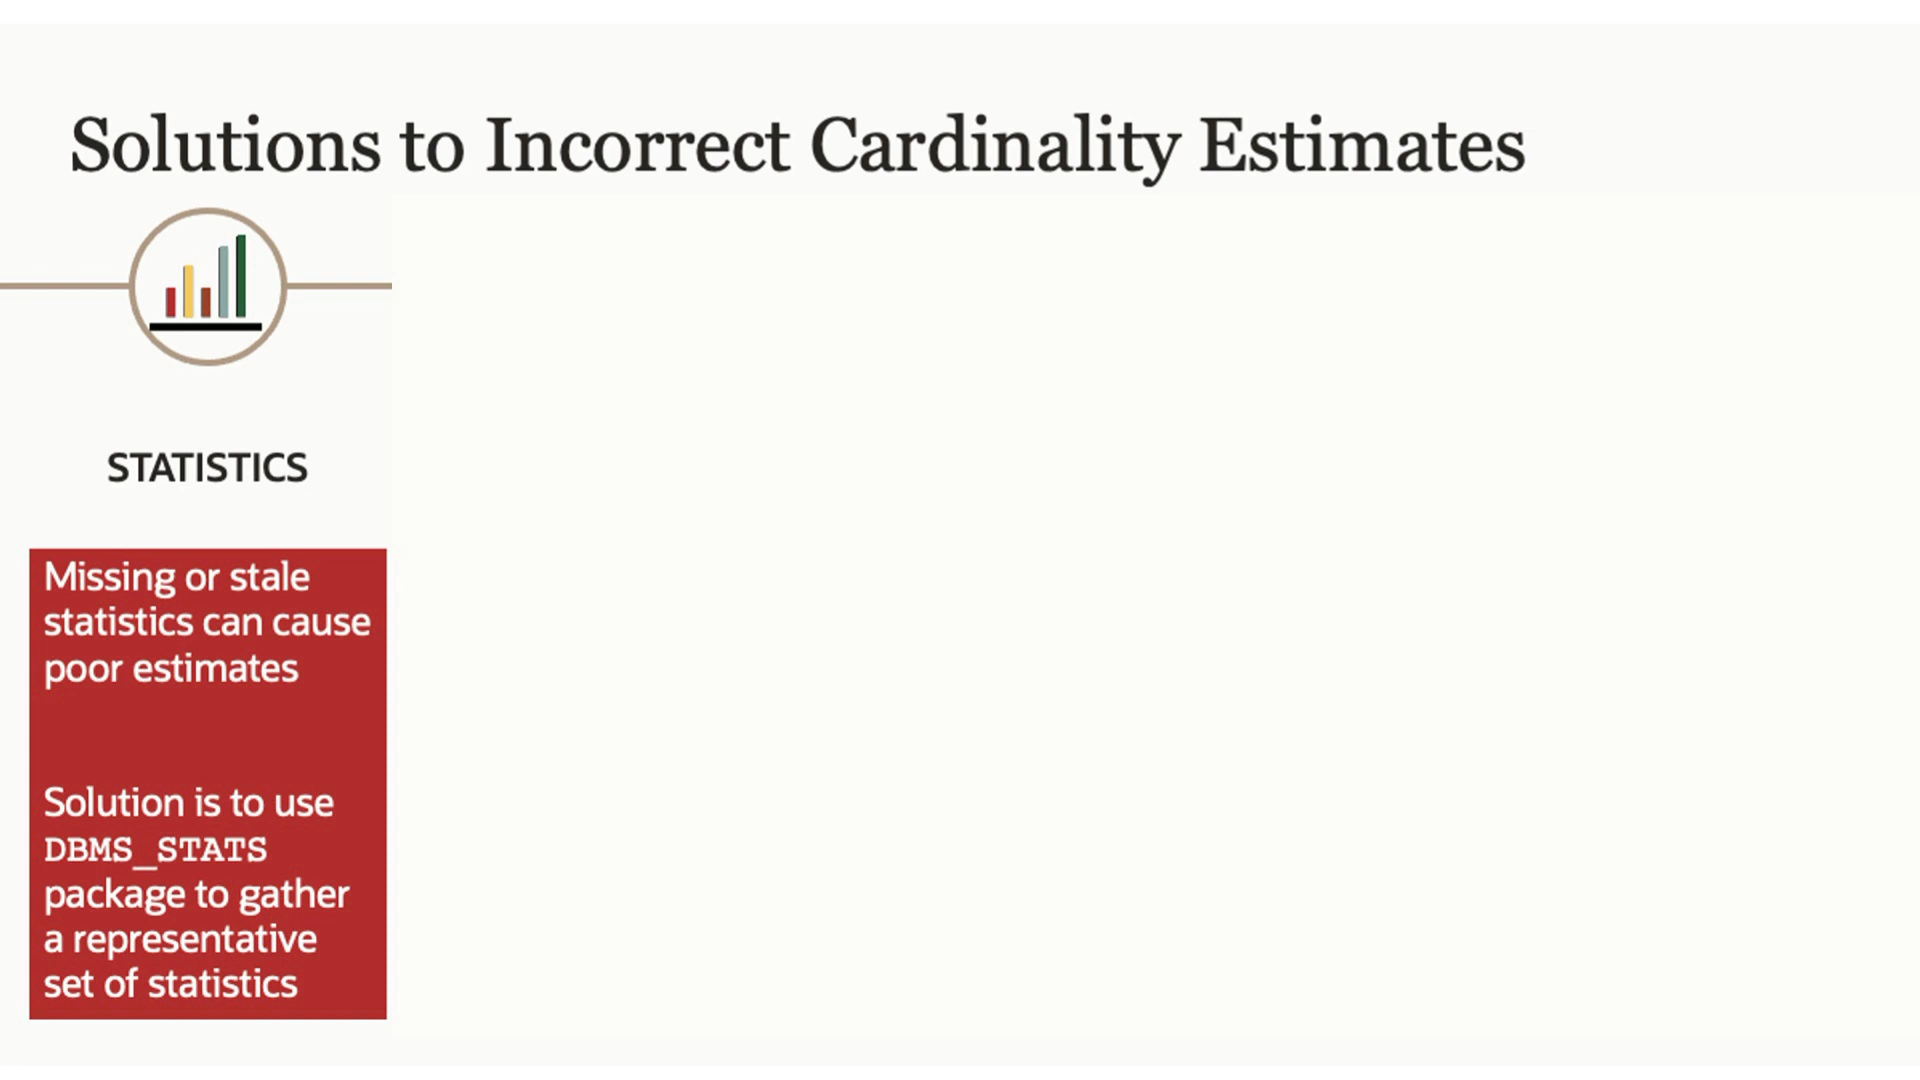 Solutions to Incorrect Cardinality Estimates
STATISTICS
Missing or stale
statistics can cause
poor estimates
Solution is to use
DBMS_STATS
package to gather
a representative
set of statistics